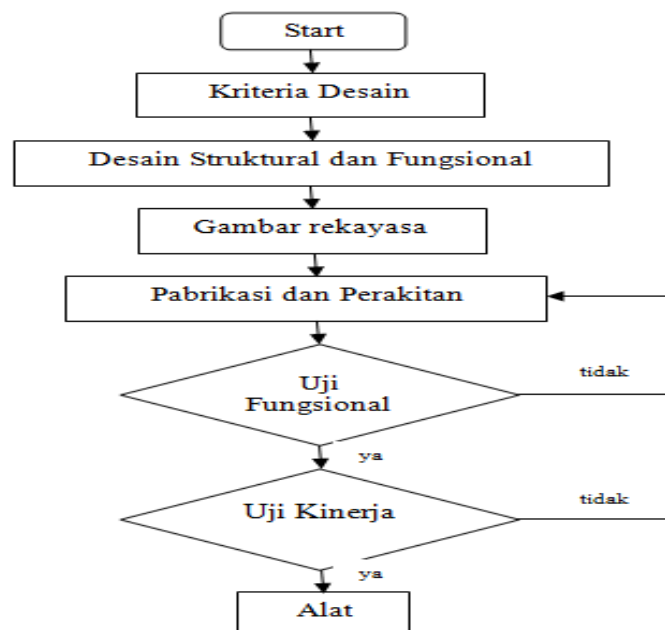 Start
Kriteria Desain
Desain Struktural dan Fungsional
Gambar rekayasa
Pabrikasi dan Perakitan
Uji
Fungsional
tidak
ya
Uji Kinerja
tidak
ya
Alat